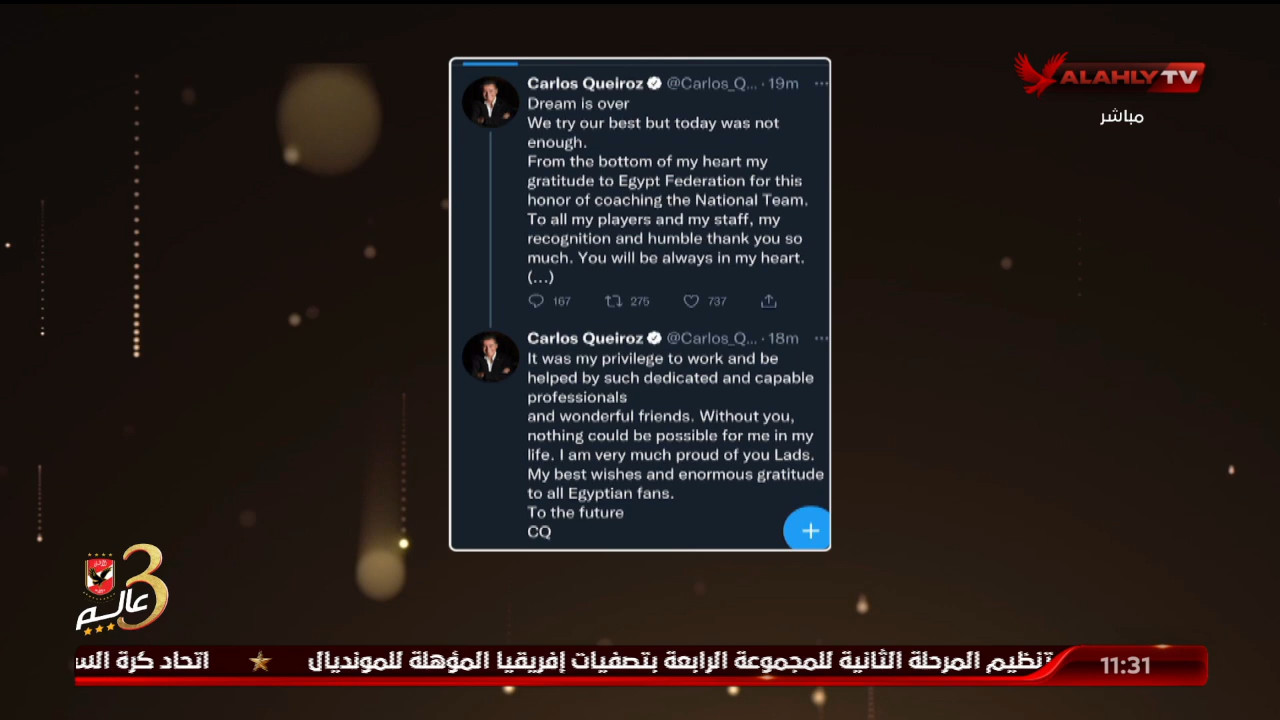 ALAHLY TV
مباشر
Carlos Queiroz @Carlos_Q... · 19m
Dream is over
We try our best but today was not
enough.
From the bottom of my heart my
gratitude to Egypt Federation for this
honor of coaching the National Team.
To all my players and my staff, my
recognition and humble thank you so
much. You will be always in my heart.
(...)
167 275 737
Carlos Queiroz @Carlos_Q... · 18m
It was my privilege to work and be
helped by such dedicated and capable
professionals
and wonderful friends. Without you,
nothing could be possible for me in my
life. I am very much proud of you Lads.
My best wishes and enormous gratitude
to all Egyptian fans.
To the future
CQ
3
عالم
تنظيم المرحلة الثانية للمجموعة الرابعة بتصفيات إفريقيا المؤهلة للمونديال ★ اتحاد كرة
11:31